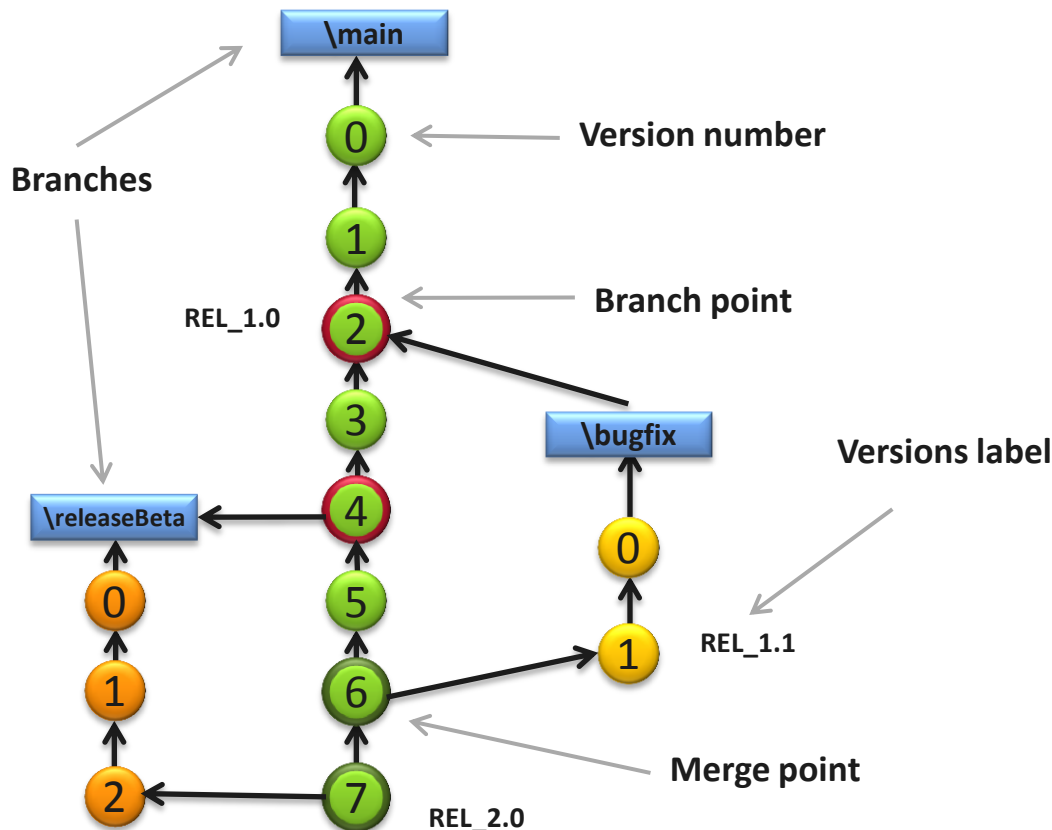 \main
0
Version number
Branches
1
Branch point
REL_1.0
2
3
\bugfix
Versions label
\releaseBeta
4
0
0
5
1
REL_1.1
1
6
Merge point
2
7
REL_2.0